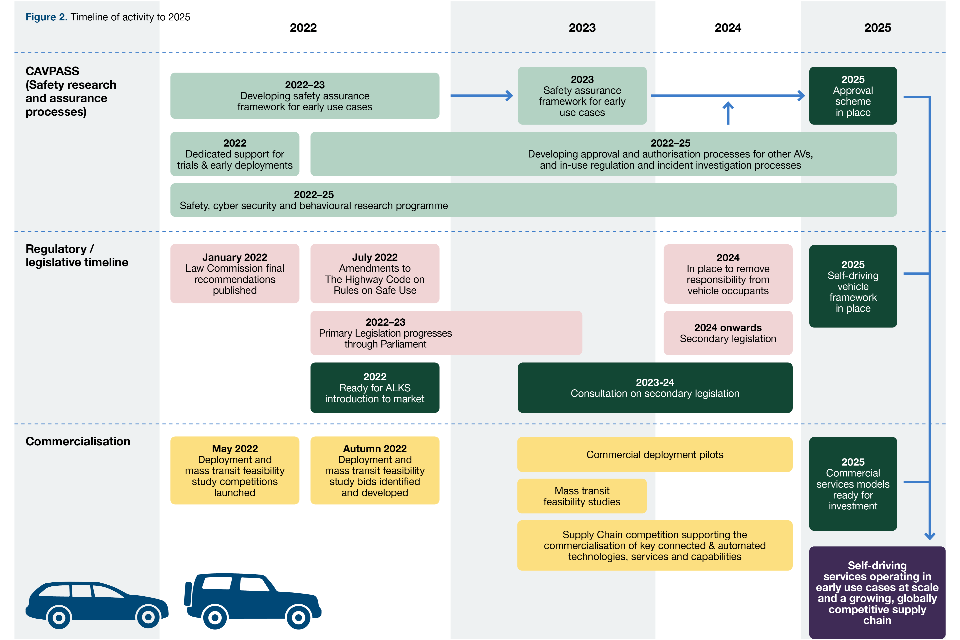 Figure 2. Timeline of activity to 2025
2022
2023
2024
2025
CAVPASS
(Safety research
and assurance
processes)
2022–23
Developing safety assurance
framework for early use cases
2023
Safety assurance
framework for early
use cases
2025
Approval
scheme
in place
2022
Dedicated support for
trials & early deployments
2022–25
Developing approval and authorisation processes for other AVs,
and in-use regulation and incident investigation processes
2022–25
Safety, cyber security and behavioural research programme
Regulatory /
legislative timeline
January 2022
Law Commission final
recommendations
published
July 2022
Amendments to
The Highway Code on
Rules on Safe Use
2024
In place to remove
responsibility from
vehicle occupants
2025
Self-driving
vehicle
framework
in place
2022–23
Primary Legislation progresses
through Parliament
2024 onwards
Secondary legislation
2022
Ready for ALKS
introduction to market
2023-24
Consultation on secondary legislation
Commercialisation
May 2022
Deployment and
mass transit feasibility
study competitions
launched
Autumn 2022
Deployment and
mass transit feasibility
study bids identified
and developed
Commercial deployment pilots
Mass transit
feasibility studies
Supply Chain competition supporting the
commercialisation of key connected & automated
technologies, services and capabilities
2025
Commercial
services models
ready for
investment
Self-driving
services operating in
early use cases at scale
and a growing, globally
competitive supply
chain